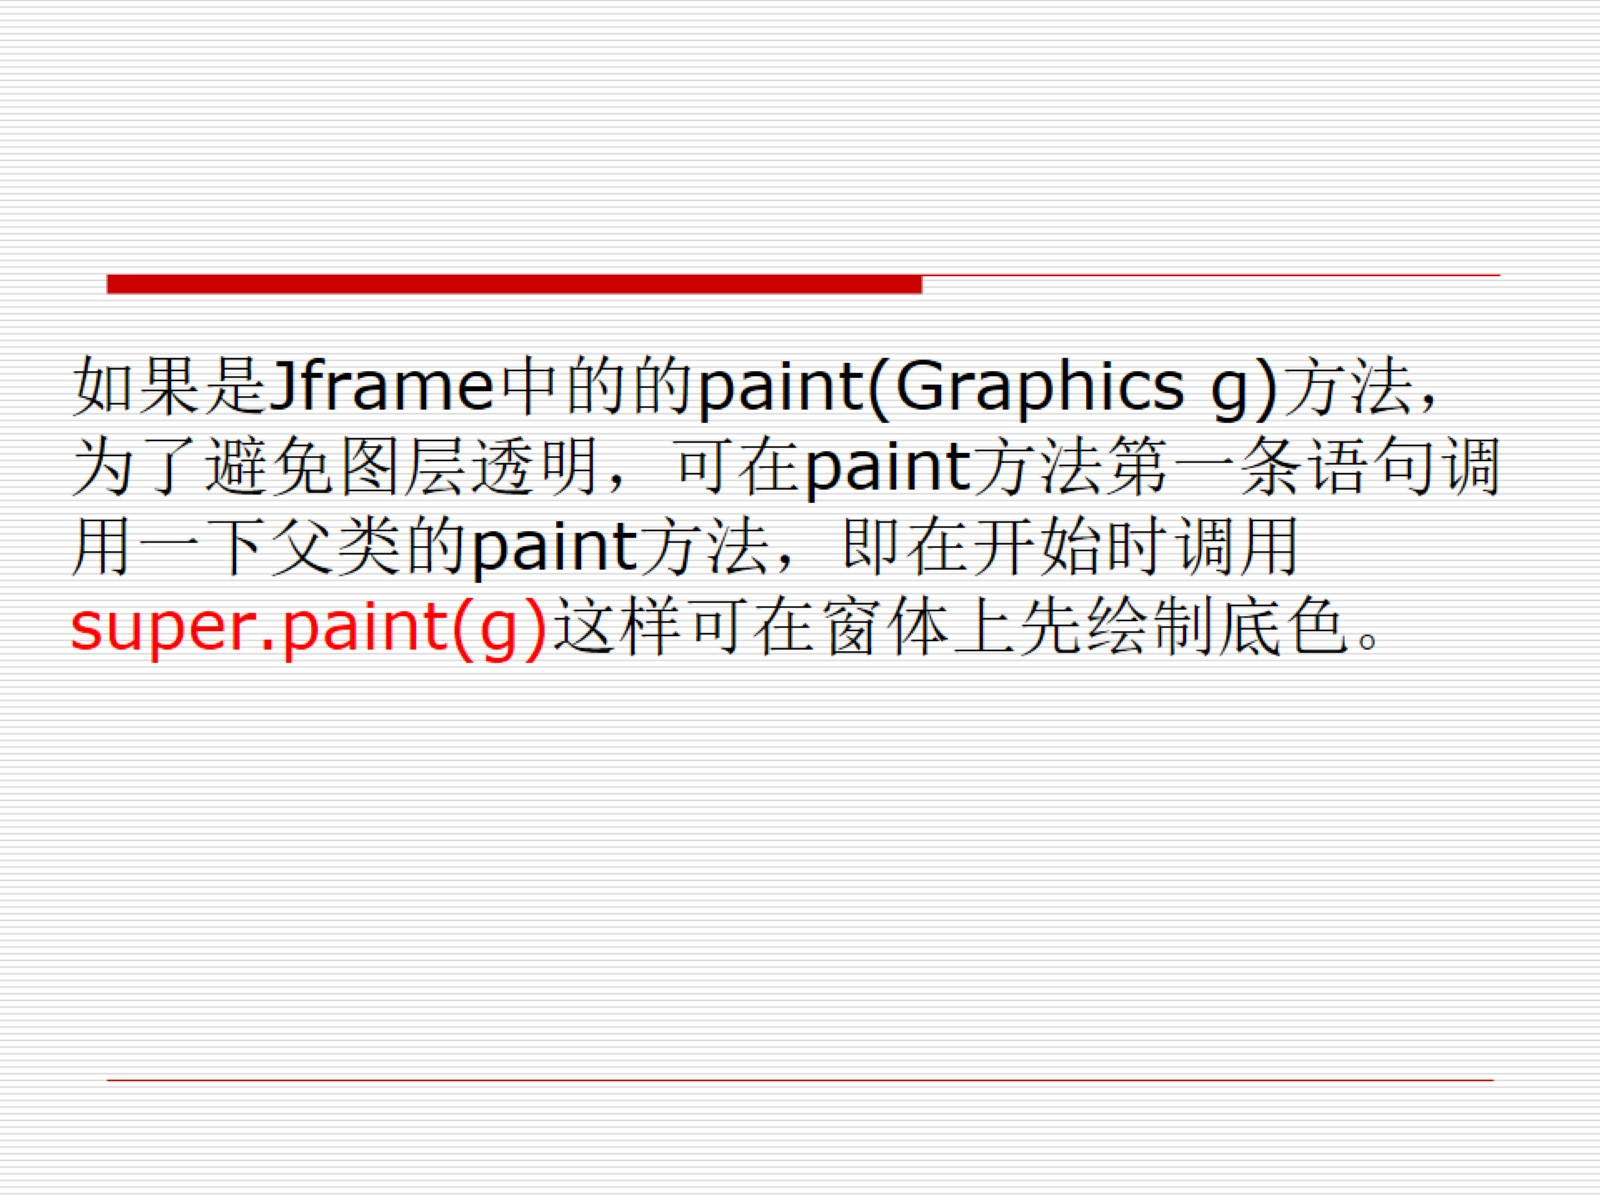 如果是Jframe中的的paint(Graphics g)方法，
为了避免图层透明，可在paint方法第一条语句调
用一下父类的paint方法，即在开始时调用
super.paint(g)这样可在窗体上先绘制底色。